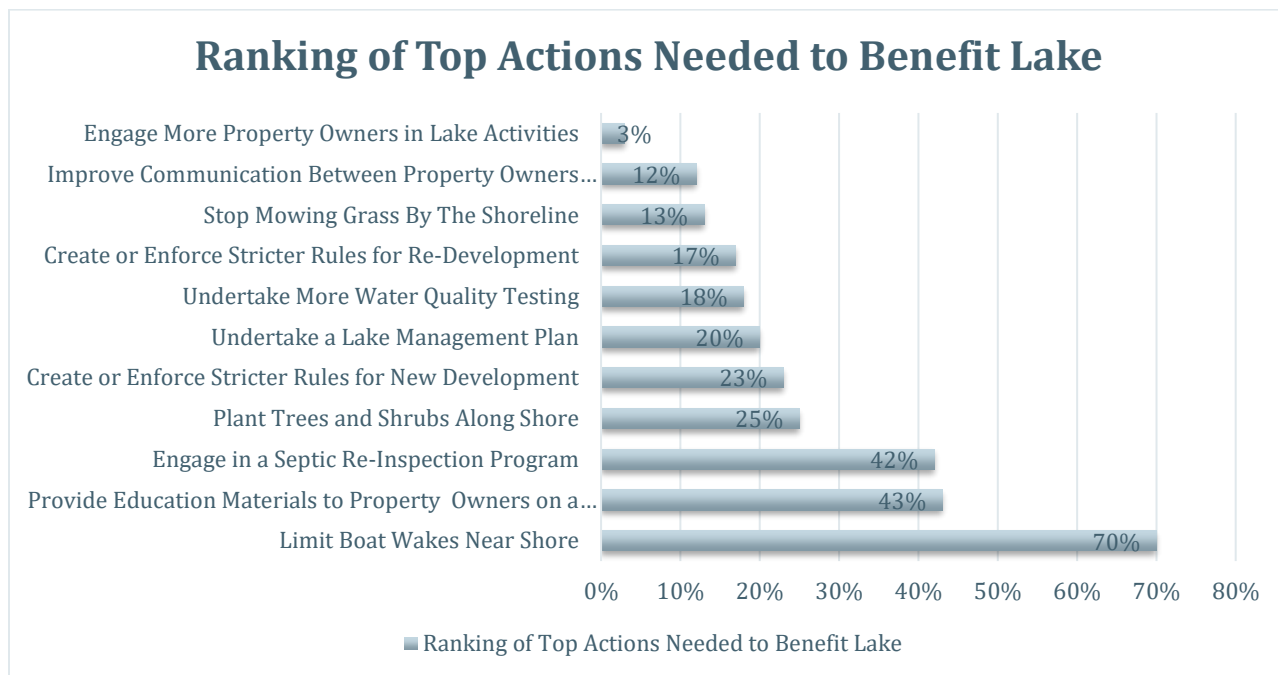 Ranking of Top Actions Needed to Benefit Lake
Engage More Property Owners in Lake Activities 3%
Improve Communication Between Property Owners… 12%
Stop Mowing Grass By The Shoreline 13%
Create or Enforce Stricter Rules for Re-Development 17%
Undertake More Water Quality Testing 18%
Undertake a Lake Management Plan 20%
Create or Enforce Stricter Rules for New Development 23%
Plant Trees and Shrubs Along Shore 25%
Engage in a Septic Re-Inspection Program 42%
Provide Education Materials to Property  Owners on a… 43%
Limit Boat Wakes Near Shore 70%
0% 10% 20% 30% 40% 50% 60% 70% 80%
Ranking of Top Actions Needed to Benefit Lake